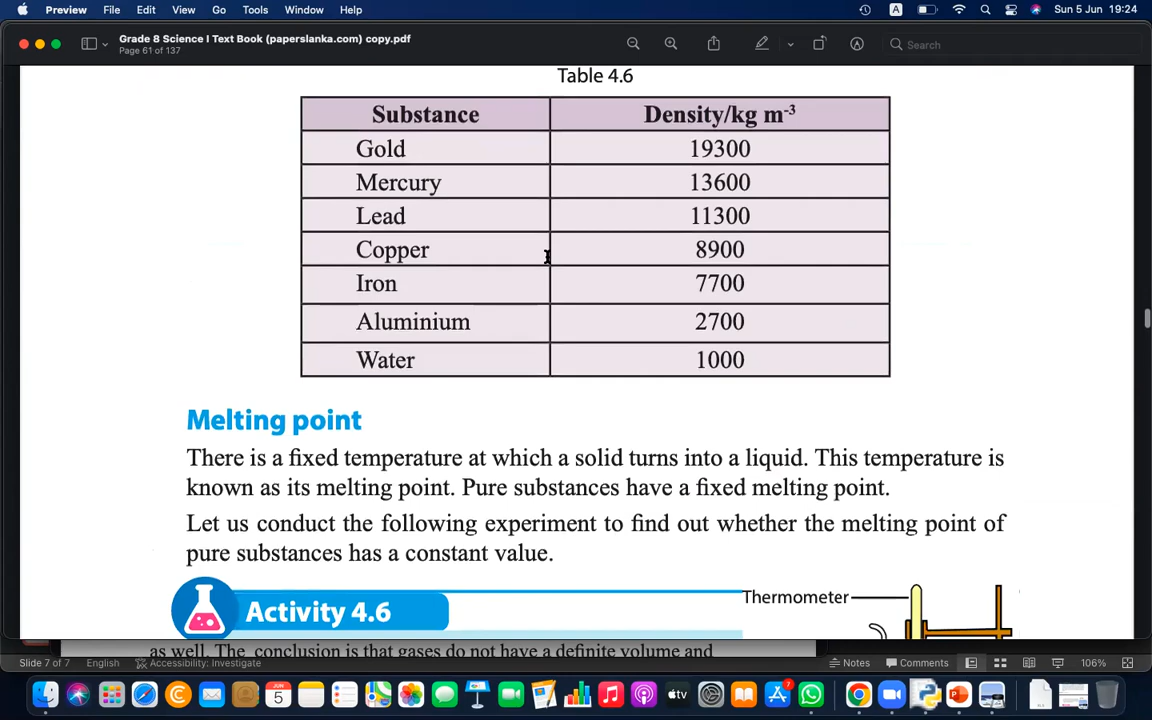 Preview File Edit View Go Tools Window Help A Sun 5 Jun 19:24
Grade 8 Science I Text Book (paperslanka.com) copy.pdf
Page 61 of 137
Search
Table 4.6
Substance Density/kg m-3
Gold 19300
Mercury 13600
Lead 11300
Copper 8900
Iron 7700
Aluminium 2700
Water 1000
Melting point
There is a fixed temperature at which a solid turns into a liquid. This temperature is
known as its melting point. Pure substances have a fixed melting point.
Let us conduct the following experiment to find out whether the melting point of
pure substances has a constant value.
Activity 4.6
Thermometer
as well. The conclusion is that gases do not have a definite volume and
Slide 7 of 7 English Accessibility: Investigate Notes Comments 106%
JUN
5 tv 7